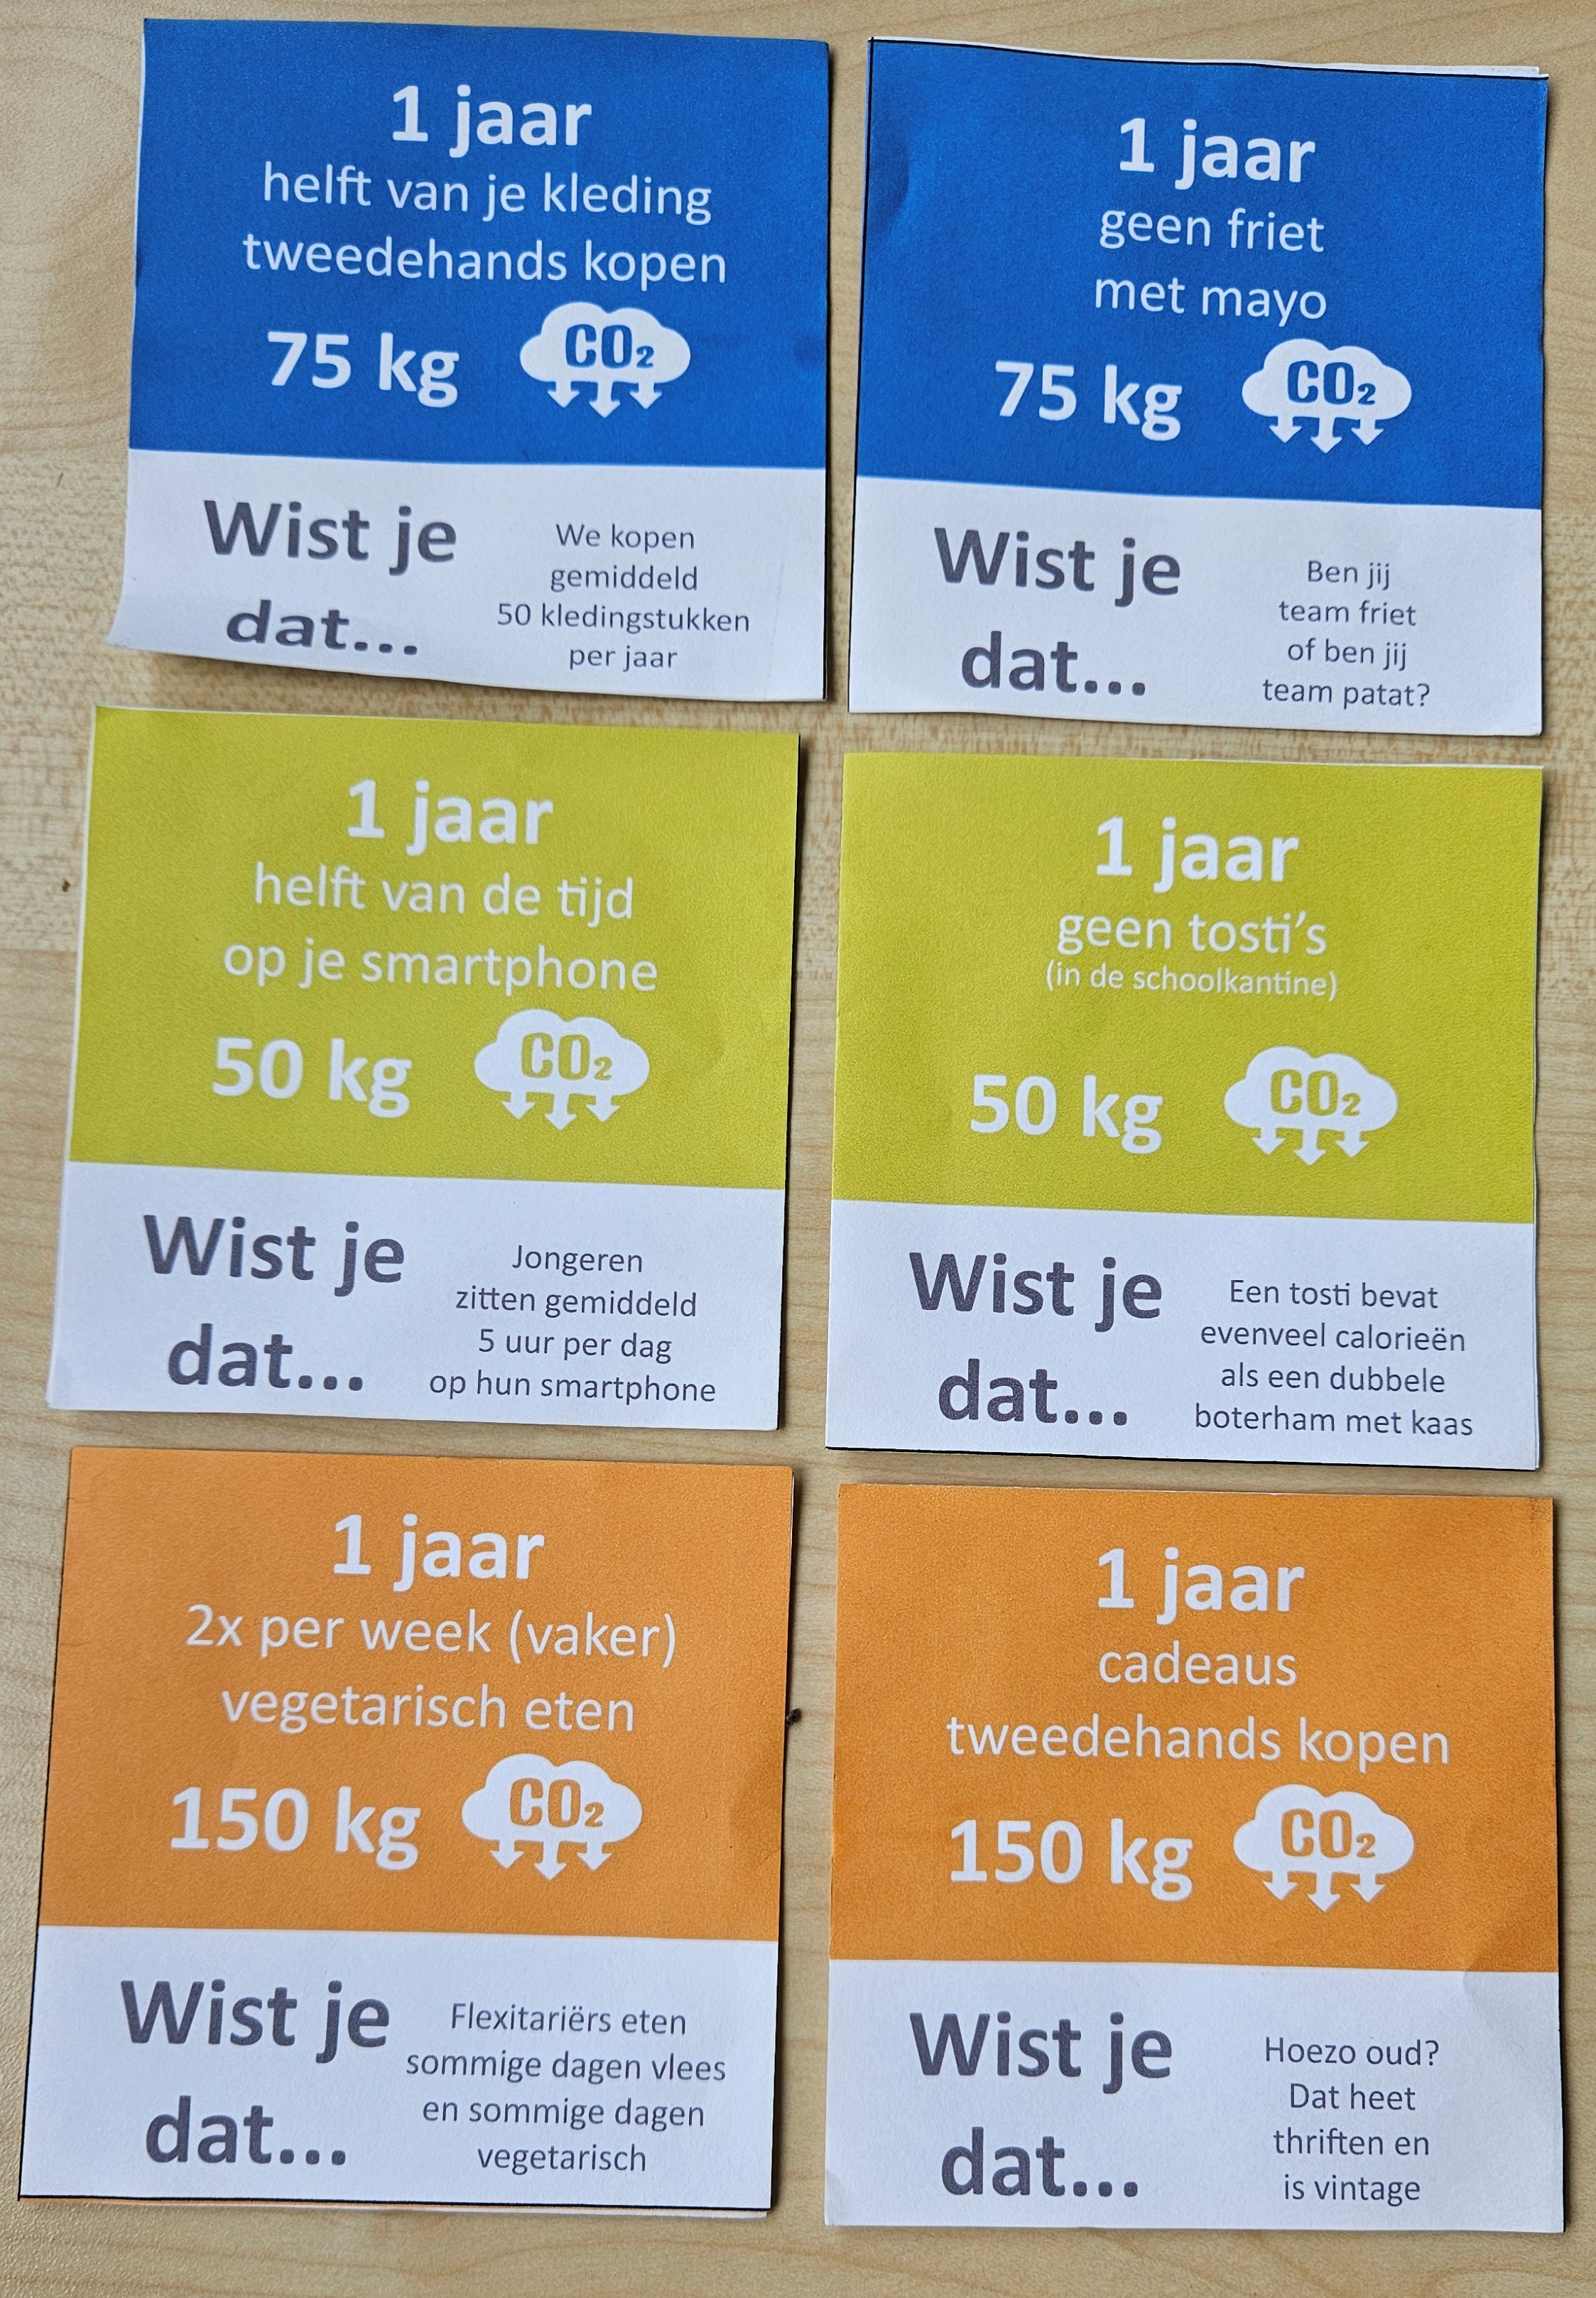 1 jaar
helft van je kleding
tweedehands kopen
75 kg
CO₂
Wist je
dat...
We kopen
gemiddeld
50 kledingstukken
per jaar
1 jaar
geen friet
met mayo
75 kg
CO₂
Wist je
dat...
Ben jij
team friet
of ben jij
team patat?
1 jaar
helft van de tijd
op je smartphone
50 kg
CO₂
Wist je
dat...
Jongeren
zitten gemiddeld
5 uur per dag
op hun smartphone
1 jaar
geen tosti's
(in de schoolkantine)
50 kg
CO₂
Wist je
dat...
Een tosti bevat
evenveel calorieën
als een dubbele
boterham met kaas
1 jaar
2x per week (vaker)
vegetarisch eten
150 kg
CO₂
Wist je
dat...
Flexitariërs eten
sommige dagen vlees
en sommige dagen
vegetarisch
1 jaar
cadeaus
tweedehands kopen
150 kg
CO₂
Wist je
dat...
Hoezo oud?
Dat heet
thriften en
is vintage